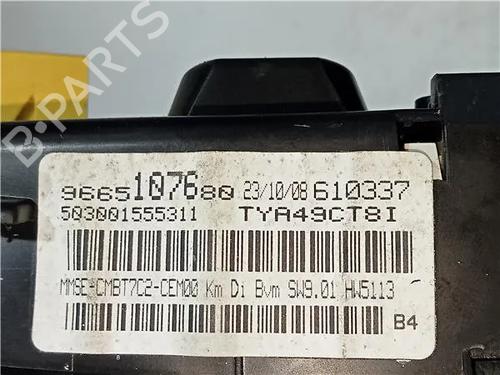 B-PARTS
9665107680 23/10/08 610337
503001555311 TYA49CT8I
MMSE-CMBT7C2-CEM00 Km Di Bvm SW9.01 HW5113
B4